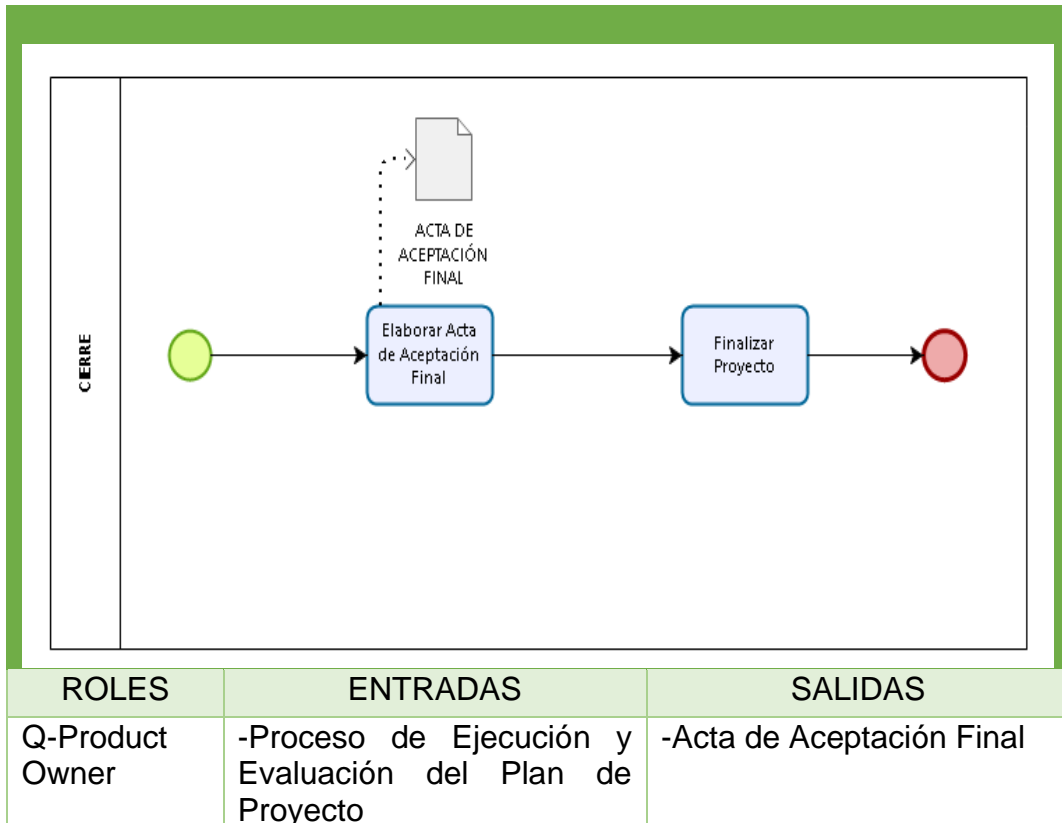 ACTA DE
ACEPTACIÓN
FINAL
CIERRE
Elaborar Acta
de Aceptación
Final
Finalizar
Proyecto
ROLES ENTRADAS SALIDAS
Q-Product -Proceso de Ejecución y -Acta de Aceptación Final
Owner Evaluación del Plan de
Proyecto